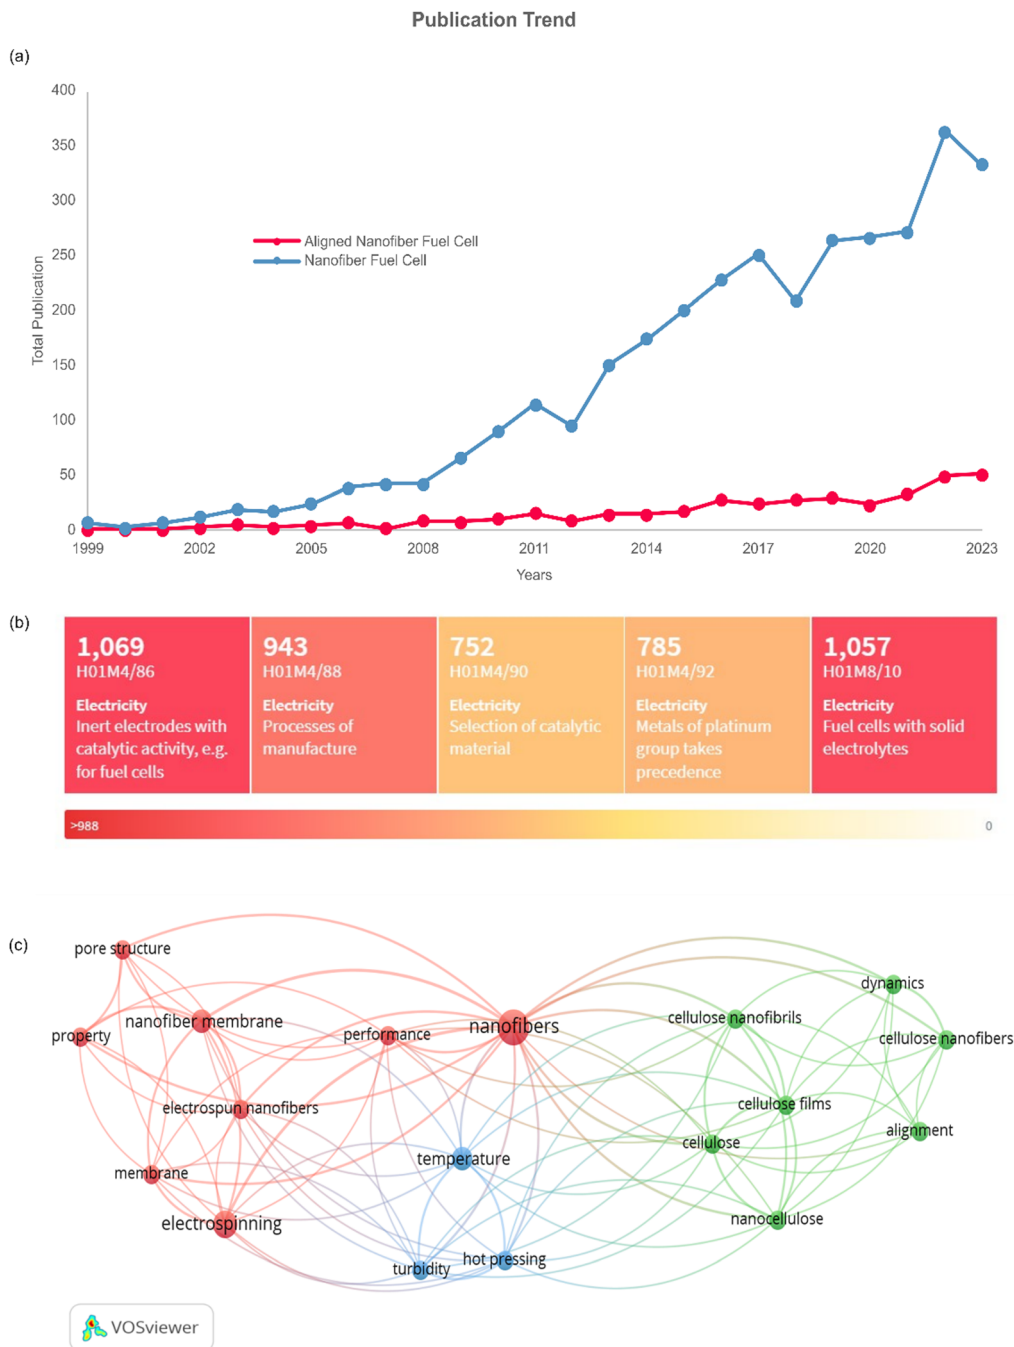 Publication Trend
(a)
400
350
300
250
200
150
100
50
0
Total Publication
Aligned Nanofiber Fuel Cell
Nanofiber Fuel Cell
1999 2002 2005 2008 2011 2014 2017 2020 2023
Years
(b)
1,069
H01M4/86
Electricity
Inert electrodes with
catalytic activity, e.g.
for fuel cells
943
H01M4/88
Electricity
Processes of
manufacture
752
H01M4/90
Electricity
Selection of catalytic
material
785
H01M4/92
Electricity
Metals of platinum
group takes
precedence
1,057
H01M8/10
Electricity
Fuel cells with solid
electrolytes
>988 0
(c)
pore structure
dynamics
nanofiber membrane
nanofibers
cellulose nanofibrils
property
performance
cellulose nanofibers
electrospun nanofibers
cellulose films
alignment
cellulose
membrane
temperature
electrospinning
nanocellulose
turbidity
hot pressing
VOSviewer